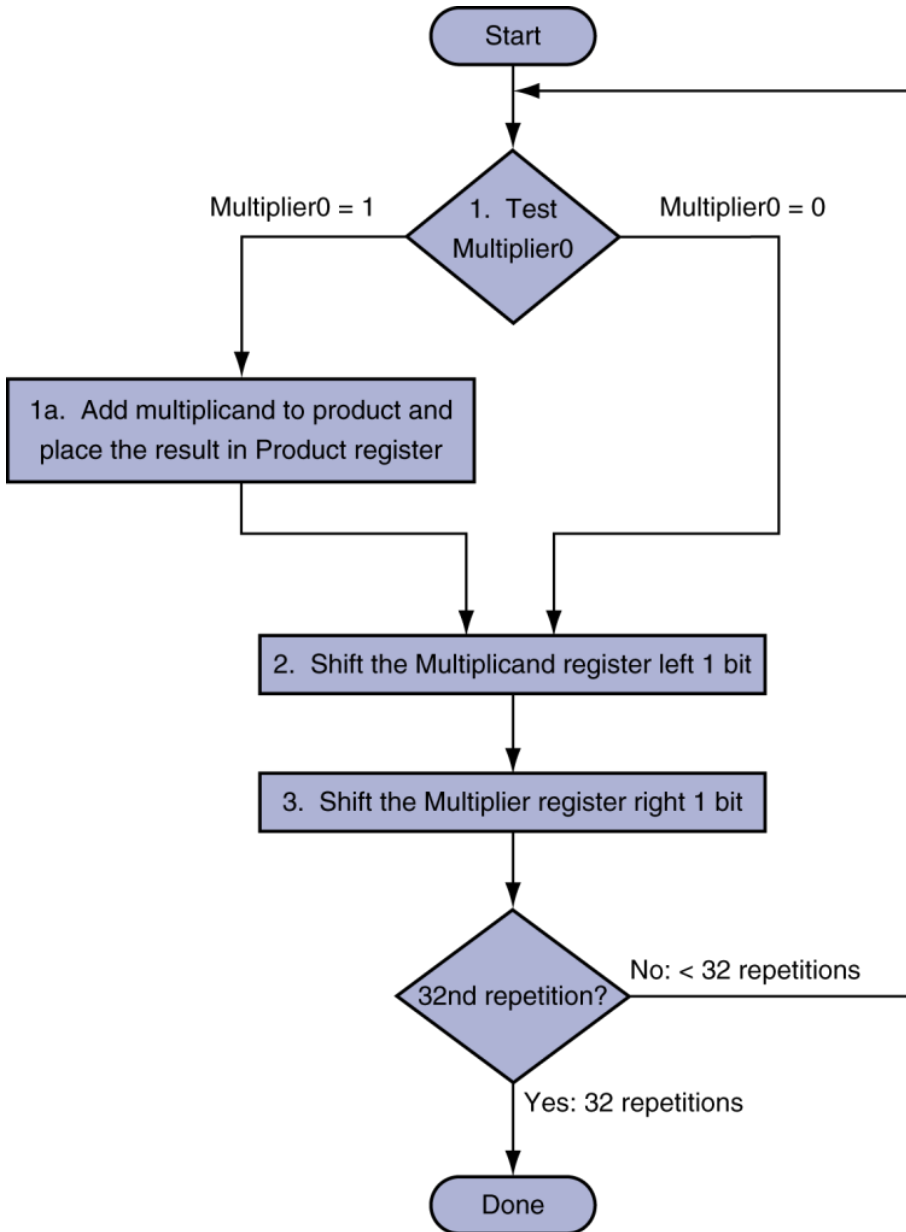 Start
Multiplier0 = 1
1. Test
Multiplier0
Multiplier0 = 0
1a. Add multiplicand to product and
place the result in Product register
2. Shift the Multiplicand register left 1 bit
3. Shift the Multiplier register right 1 bit
32nd repetition?
No: < 32 repetitions
Yes: 32 repetitions
Done